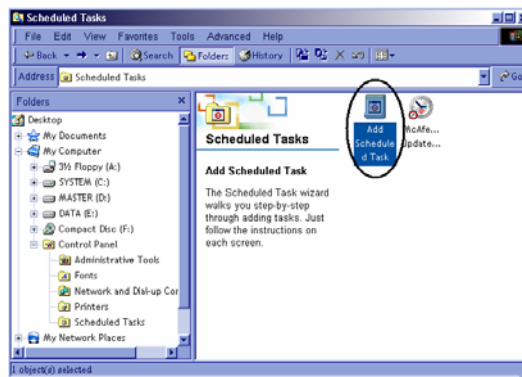 Scheduled Tasks
File Edit View Favorites Tools Advanced Help
Back Search Folders History
Address Scheduled Tasks Go
Folders
Desktop
My Documents
My Computer
3½ Floppy (A:)
SYSTEM (C:)
MASTER (D:)
DATA (E:)
Compact Disc (F:)
Control Panel
Administrative Tools
Fonts
Network and Dial-up Cor
Printers
Scheduled Tasks
My Network Places
Scheduled Tasks
Add Scheduled Task
The Scheduled Task wizard
walks you step-by-step
through adding tasks. Just
follow the instructions on
each screen.
Add
Schedule
d Task
McAfe...
Update...
1 object(s) selected